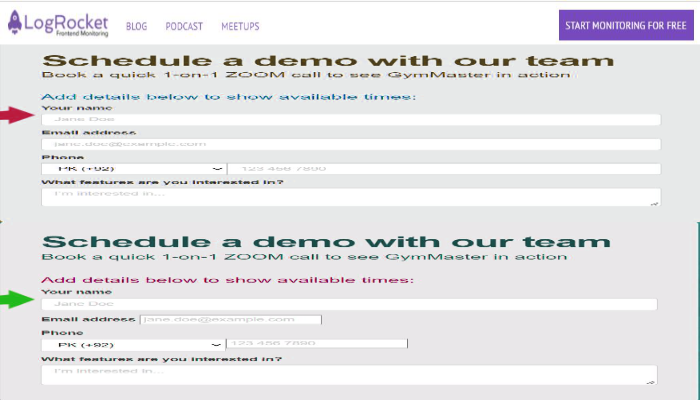 LogRocket
Frontend Monitoring
BLOG PODCAST MEETUPS START MONITORING FOR FREE
Schedule a demo with our team
Book a quick 1-on-1 ZOOM call to see GymMaster in action
Add details below to show available times:
Your name
Jane Doe
Email address
jane.doe@example.com
Phone
PK (+92) 123 456 7890
What features are you interested in?
I'm interested in...
Schedule a demo with our team
Book a quick 1-on-1 ZOOM call to see GymMaster in action
Add details below to show available times:
Your name
Jane Doe
Email address jane.doe@example.com
Phone
PK (+92) 123 456 7890
What features are you interested in?
I'm interested in...